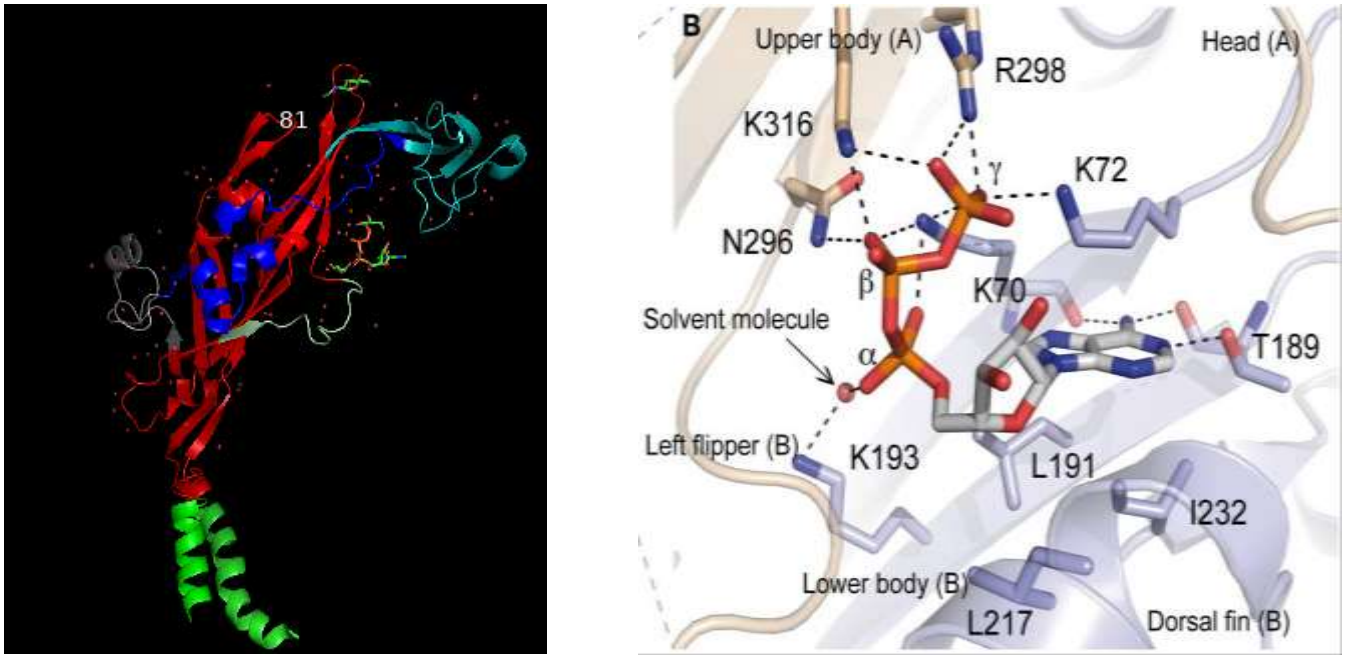 81
B
Upper body (A)
Head (A)
R298
K316
γ
K72
N296
β
K70
Solvent molecule
α
T189
Left flipper (B)
K193
L191
I232
Lower body (B)
L217
Dorsal fin (B)